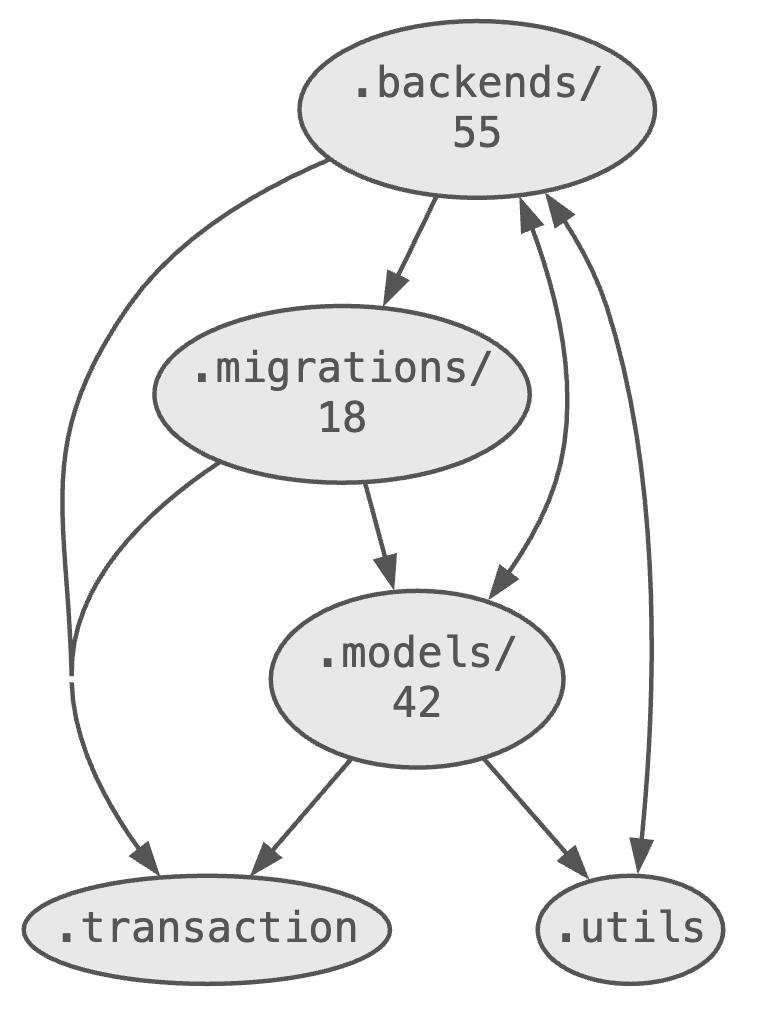 .backends/
55
.migrations/
18
.models/
42
.transaction
.utils